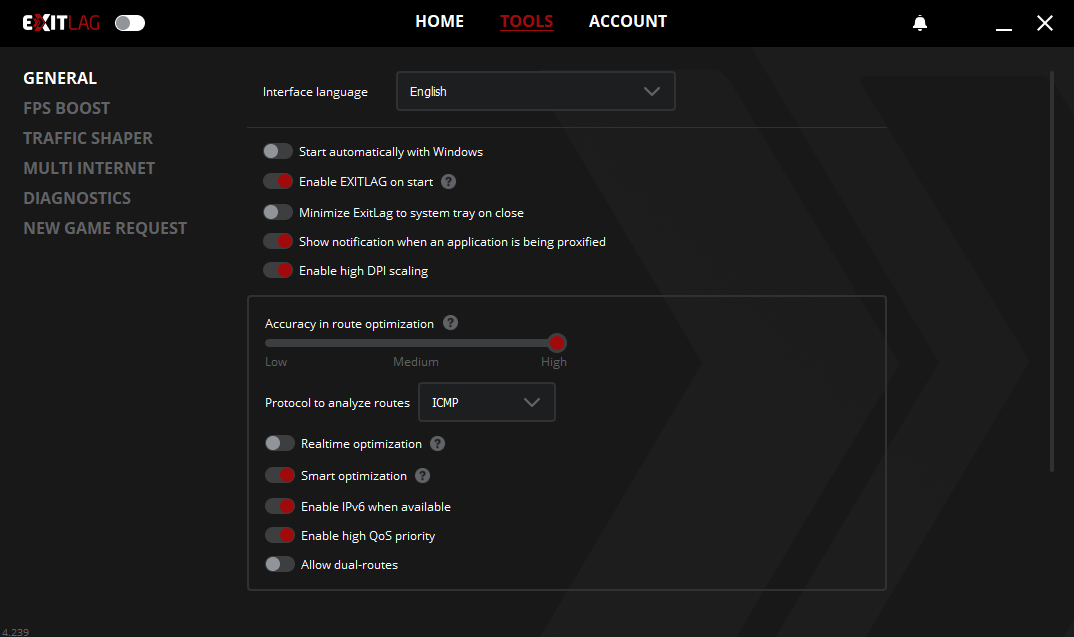 EXITLAG
HOME
TOOLS
ACCOUNT
GENERAL
FPS BOOST
TRAFFIC SHAPER
MULTI INTERNET
DIAGNOSTICS
NEW GAME REQUEST
Interface language
English
Start automatically with Windows
Enable EXITLAG on start ?
Minimize ExitLag to system tray on close
Show notification when an application is being proxified
Enable high DPI scaling
Accuracy in route optimization ?
Low Medium High
Protocol to analyze routes ICMP
Realtime optimization ?
Smart optimization ?
Enable IPv6 when available
Enable high QoS priority
Allow dual-routes
4.239